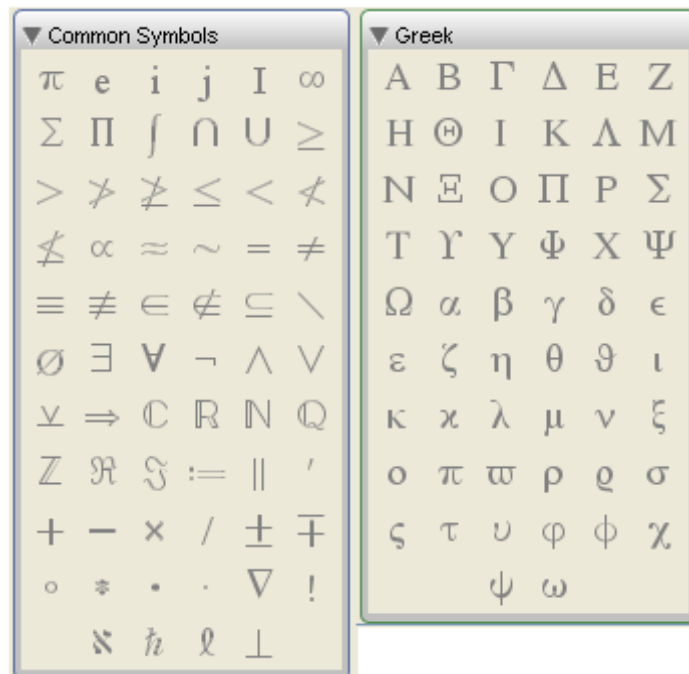 Common Symbols
π e i j I ∞
Σ Π ∫ ∩ ∪ ≥
> ≯ ≱ ≤ < ≮
≰ ∝ ≈ ∼ = ≠
≡ ≢ ∈ ∉ ⊆ \
∅ ∃ ∀ ¬ ∧ ∨
⊻ ⇒ ℂ ℝ ℕ ℚ
ℤ ℜ ℑ := ∥ ′
+ − × / ± ∓
∘ * • · ∇ !
ℵ ℏ ℓ ⊥
Greek
Α Β Γ Δ Ε Ζ
Η Θ Ι Κ Λ Μ
Ν Ξ Ο Π Ρ Σ
Τ ϒ Υ Φ Χ Ψ
Ω α β γ δ ϵ
ε ζ η θ ϑ ι
κ ϰ λ μ ν ξ
ο π ϖ ρ ϱ σ
ς τ υ φ ϕ χ
ψ ω